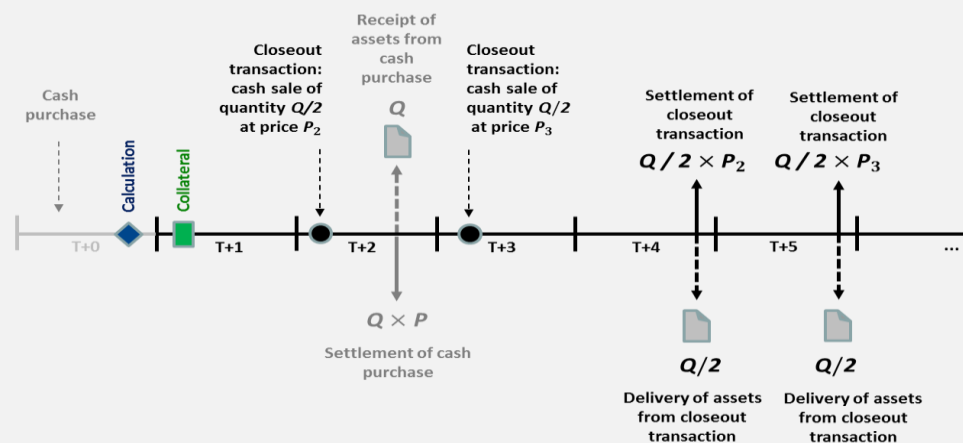 Cash
purchase
Calculation
Collateral
Closeout
transaction:
cash sale of
quantity Q/2
at price P₂
Receipt of
assets from
cash
purchase
Q
Closeout
transaction:
cash sale of
quantity Q/2
at price P₃
Settlement of
closeout
transaction
Q / 2 × P₂
Settlement of
closeout
transaction
Q / 2 × P₃
T+0
T+1
T+2
T+3
T+4
T+5
...
Q × P
Settlement of cash
purchase
Q/2
Delivery of assets
from closeout
transaction
Q/2
Delivery of assets
from closeout
transaction